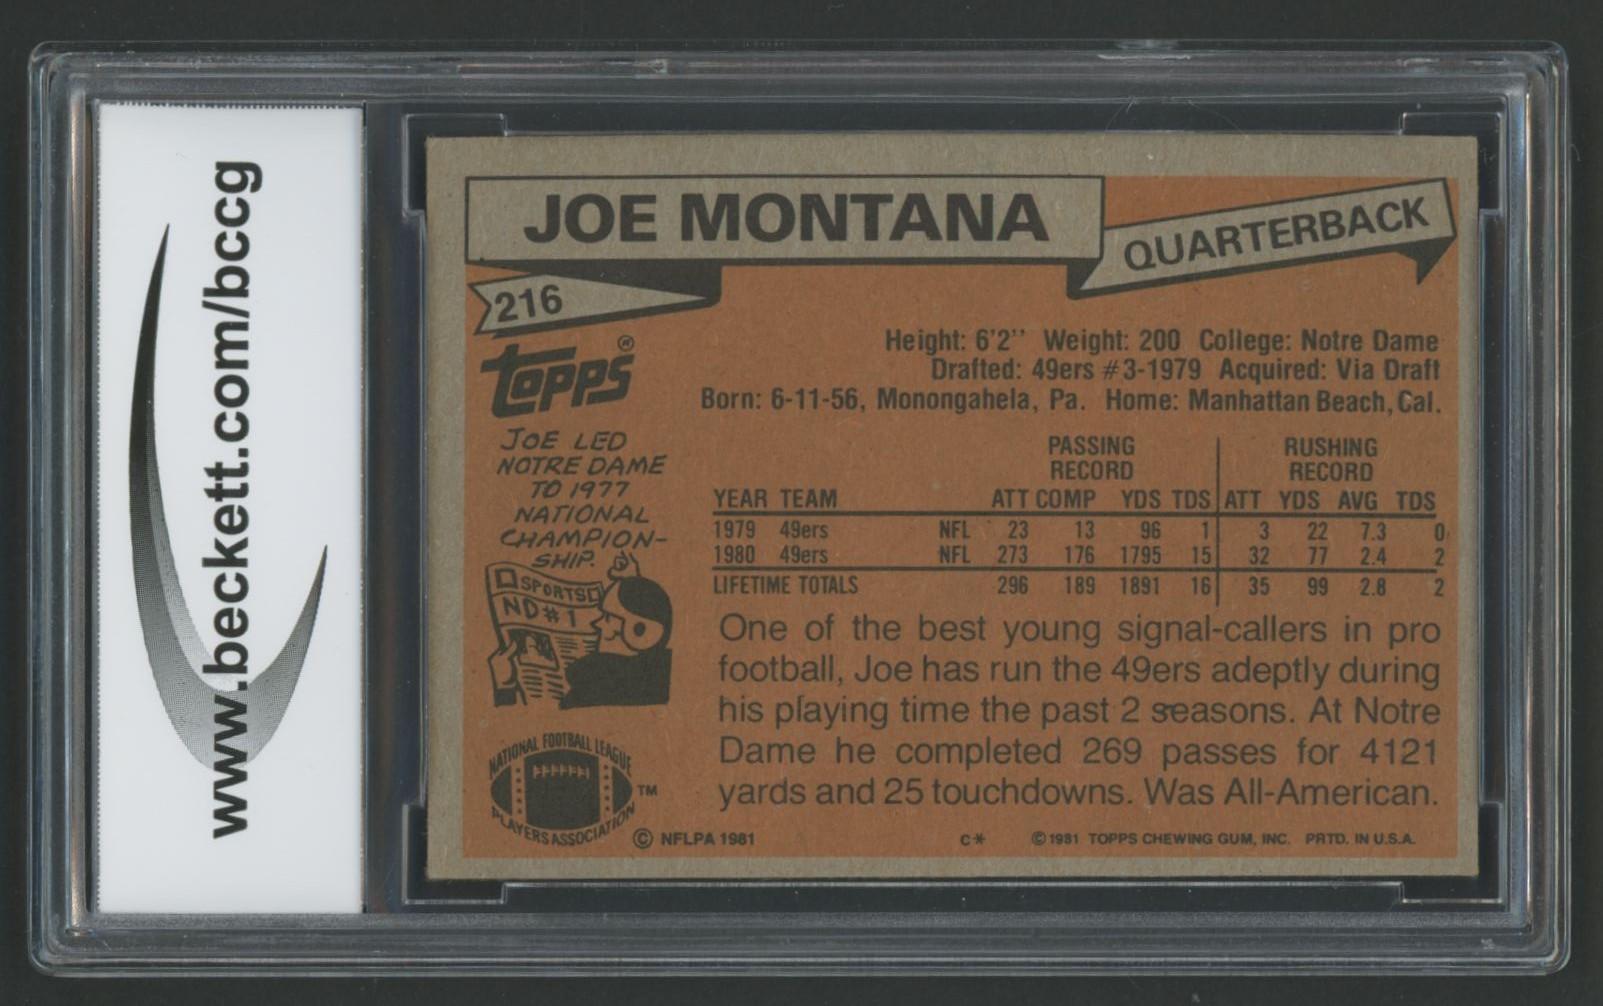 www.beckett.com/bccg
JOE MONTANA
QUARTERBACK
216
Topps®
Height: 6'2" Weight: 200 College: Notre Dame
Drafted: 49ers #3-1979 Acquired: Via Draft
Born: 6-11-56, Monongahela, Pa. Home: Manhattan Beach, Cal.
JOE LED
NOTRE DAME
TO 1977
NATIONAL
CHAMPION-
SHIP.
SPORTS
ND#1
PASSING RECORD RUSHING RECORD
YEAR TEAM ATT COMP YDS TDS ATT YDS AVG TDS
1979 49ers NFL 23 13 96 1 3 22 7.3 0
1980 49ers NFL 273 176 1795 15 32 77 2.4 2
LIFETIME TOTALS 296 189 1891 16 35 99 2.8 2
One of the best young signal-callers in pro
football, Joe has run the 49ers adeptly during
his playing time the past 2 seasons. At Notre
Dame he completed 269 passes for 4121
yards and 25 touchdowns. Was All-American.
NATIONAL FOOTBALL LEAGUE
PLAYERS ASSOCIATION
TM
© NFLPA 1981 C* © 1981 TOPPS CHEWING GUM, INC. PRTD. IN U.S.A.